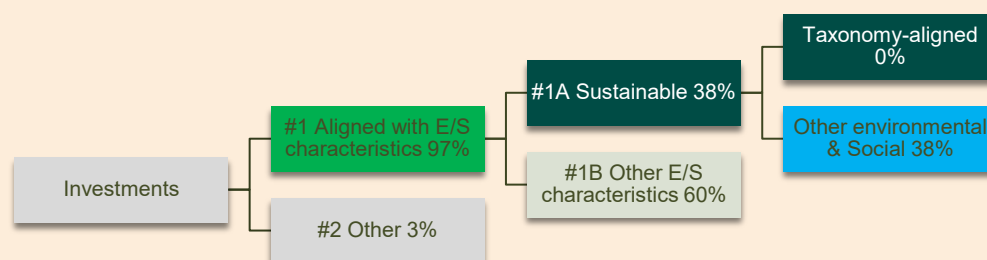 Investments
#1 Aligned with E/S
characteristics 97%
#2 Other 3%
#1A Sustainable 38%
#1B Other E/S
characteristics 60%
Taxonomy-aligned
0%
Other environmental
& Social 38%